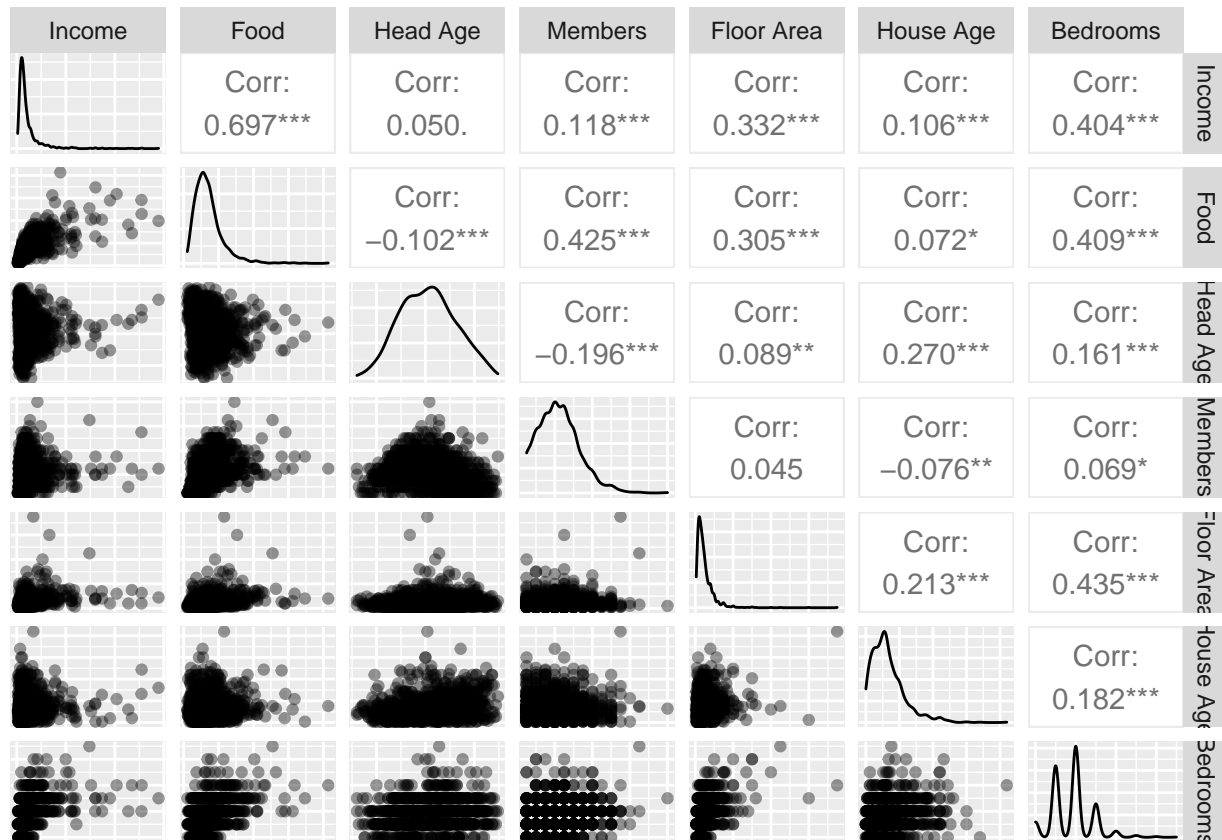 Income Food Head Age Members Floor Area House Age Bedrooms
Corr: Corr: Corr: Corr: Corr: Corr:
0.697*** 0.050. 0.118*** 0.332*** 0.106*** 0.404***
Income
Corr: Corr: Corr: Corr: Corr:
−0.102*** 0.425*** 0.305*** 0.072* 0.409***
Food
Corr: Corr: Corr: Corr:
−0.196*** 0.089** 0.270*** 0.161***
Head Age
Corr: Corr: Corr:
0.045 −0.076** 0.069*
Members
Corr: Corr:
0.213*** 0.435***
Floor Area
Corr:
0.182***
House Age
Bedrooms